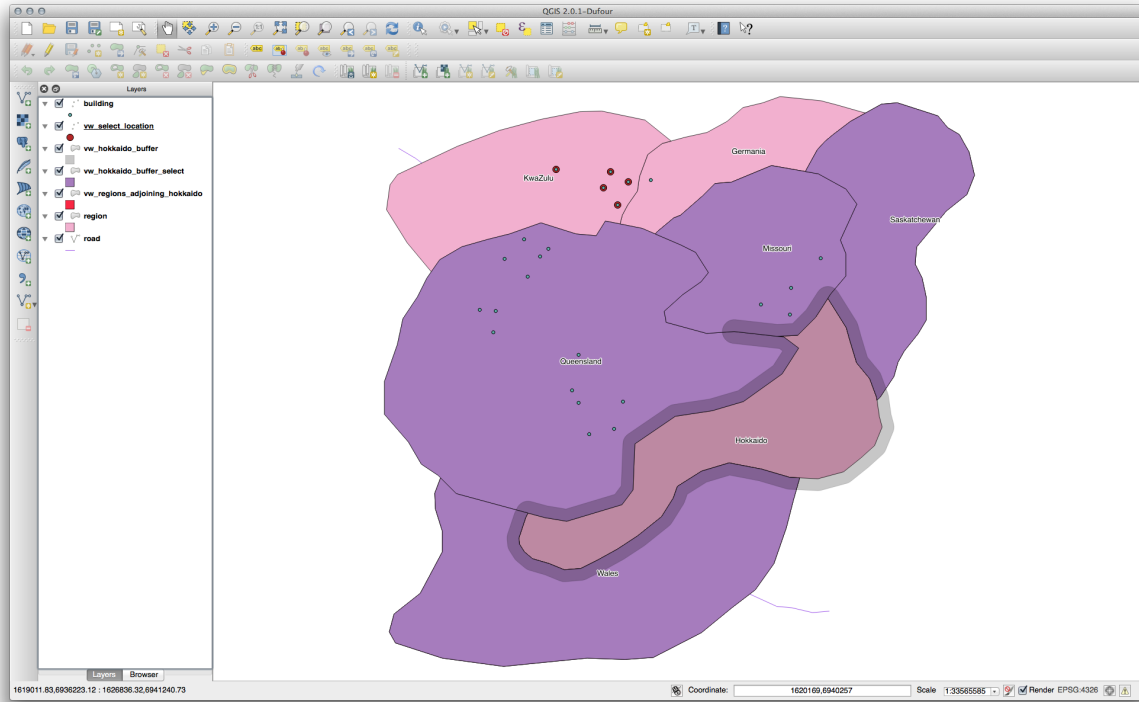 QGIS 2.0.1-Dufour
Layers
building
vw_select_location
vw_hokkaido_buffer
vw_hokkaido_buffer_select
vw_regions_adjoining_hokkaido
region
road
Germania
KwaZulu
Saskatchewan
Missouri
Queensland
Hokkaido
Wales
Layers
Browser
1619011.83,6936223.12 : 1626836.32,6941240.73
Coordinate:
1620169,6940257
Scale
1:33565585
Render
EPSG:4326